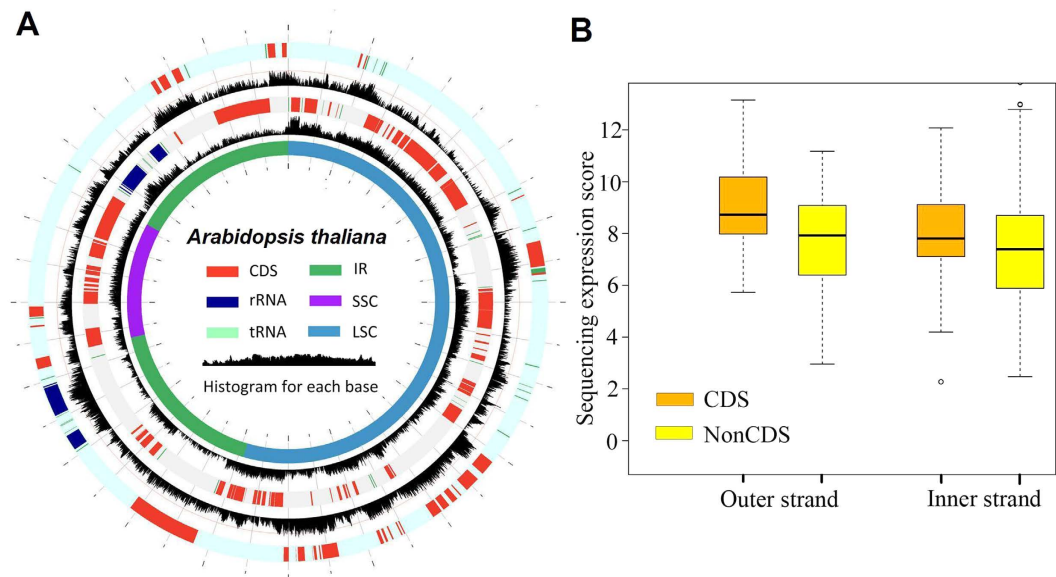 A
Arabidopsis thaliana
CDS
IR
rRNA
SSC
tRNA
LSC
Histogram for each base
B
Sequencing expression score
12
10
8
6
4
2
0
CDS
NonCDS
Outer strand
Inner strand